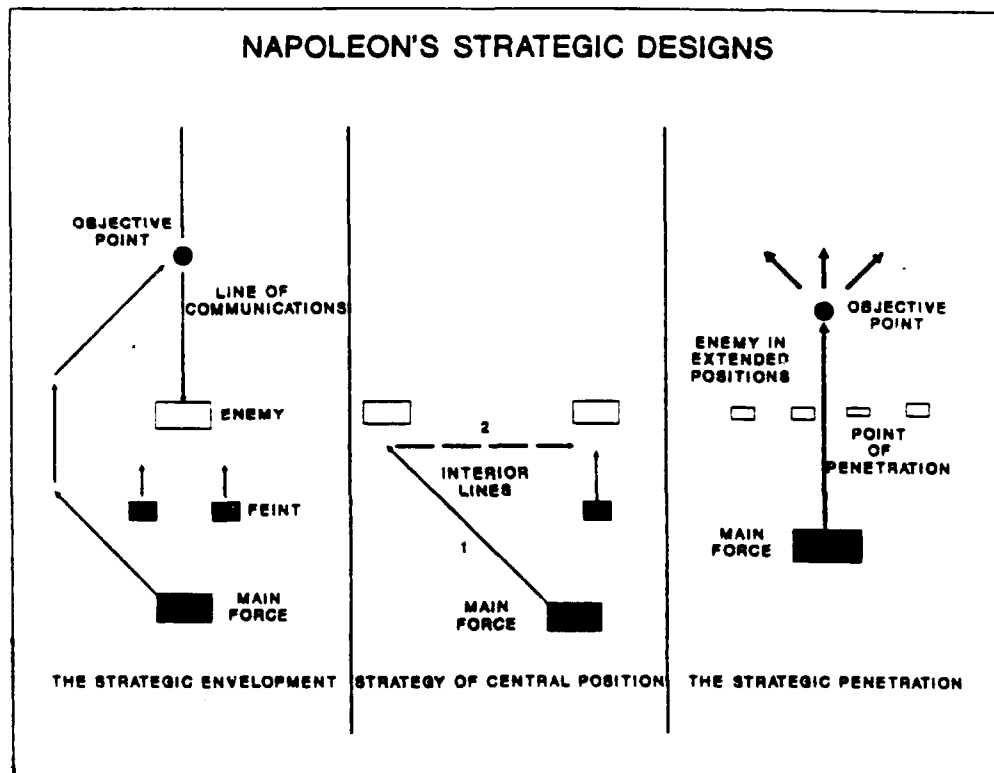 NAPOLEON'S STRATEGIC DESIGNS
OBJECTIVE
POINT
LINE OF
COMMUNICATIONS
ENEMY
FEINT
MAIN
FORCE
THE STRATEGIC ENVELOPMENT
2
INTERIOR
LINES
1
MAIN
FORCE
STRATEGY OF CENTRAL POSITION
OBJECTIVE
POINT
ENEMY IN
EXTENDED
POSITIONS
POINT
OF
PENETRATION
MAIN
FORCE
THE STRATEGIC PENETRATION